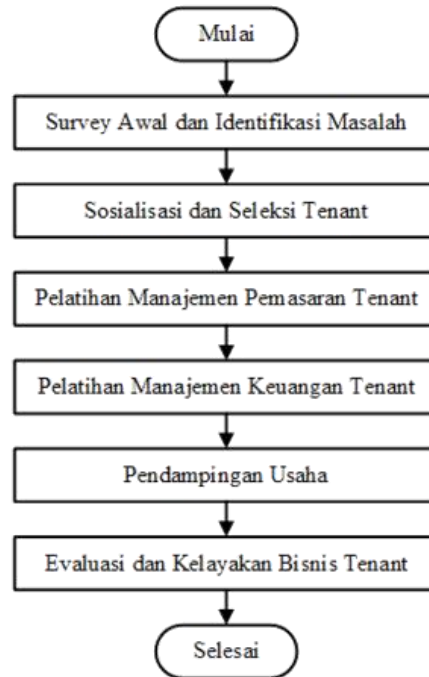 Mulai
Survey Awal dan Identifikasi Masalah
Sosialisasi dan Seleksi Tenant
Pelatihan Manajemen Pemasaran Tenant
Pelatihan Manajemen Keuangan Tenant
Pendampingan Usaha
Evaluasi dan Kelayakan Bisnis Tenant
Selesai